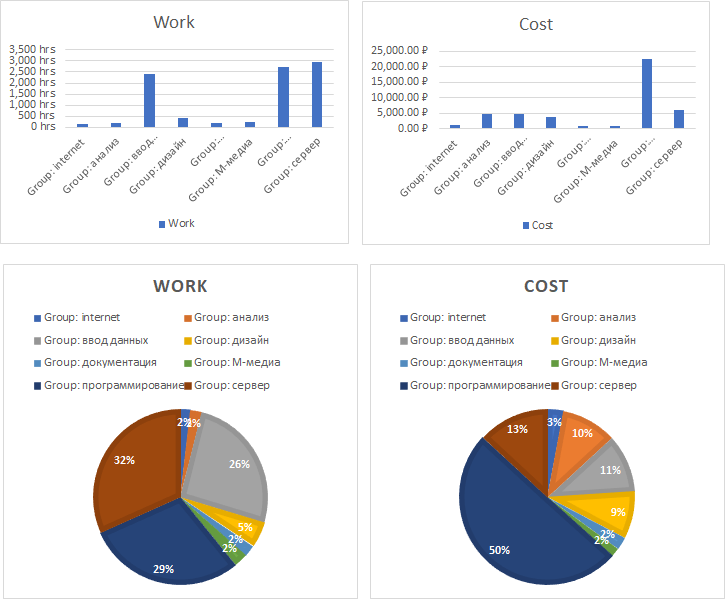 Work
3,500 hrs
3,000 hrs
2,500 hrs
2,000 hrs
1,500 hrs
1,000 hrs
500 hrs
0 hrs
Group: internet
Group: анализ
Group: ввод…
Group: дизайн
Group:…
Group: М-медиа
Group:…
Group: сервер
Work
Cost
25,000.00 ₽
20,000.00 ₽
15,000.00 ₽
10,000.00 ₽
5,000.00 ₽
0.00 ₽
Group: internet
Group: анализ
Group: ввод…
Group: дизайн
Group:…
Group: М-медиа
Group:…
Group: сервер
Cost
WORK
Group: internet
Group: анализ
Group: ввод данных
Group: дизайн
Group: документация
Group: М-медиа
Group: программирование
Group: сервер
2%
2%
26%
5%
2%
2%
29%
32%
COST
Group: internet
Group: анализ
Group: ввод данных
Group: дизайн
Group: документация
Group: М-медиа
Group: программирование
Group: сервер
3%
10%
11%
9%
2%
2%
50%
13%